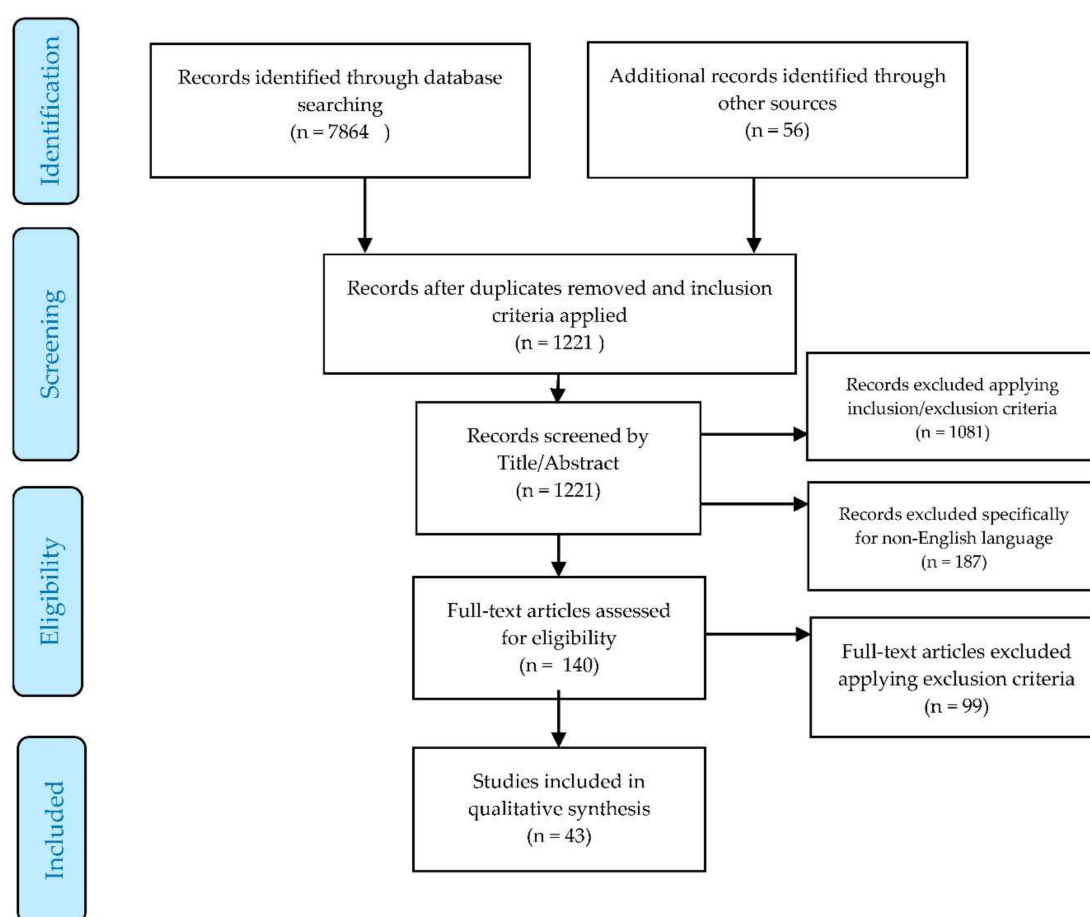 Identification
Records identified through database
searching
(n = 7864 )
Additional records identified through
other sources
(n = 56)
Screening
Records after duplicates removed and inclusion
criteria applied
(n = 1221 )
Records screened by
Title/Abstract
(n = 1221)
Records excluded applying
inclusion/exclusion criteria
(n = 1081)
Records excluded specifically
for non-English language
(n = 187)
Eligibility
Full-text articles assessed
for eligibility
(n = 140)
Full-text articles excluded
applying exclusion criteria
(n = 99)
Included
Studies included in
qualitative synthesis
(n = 43)